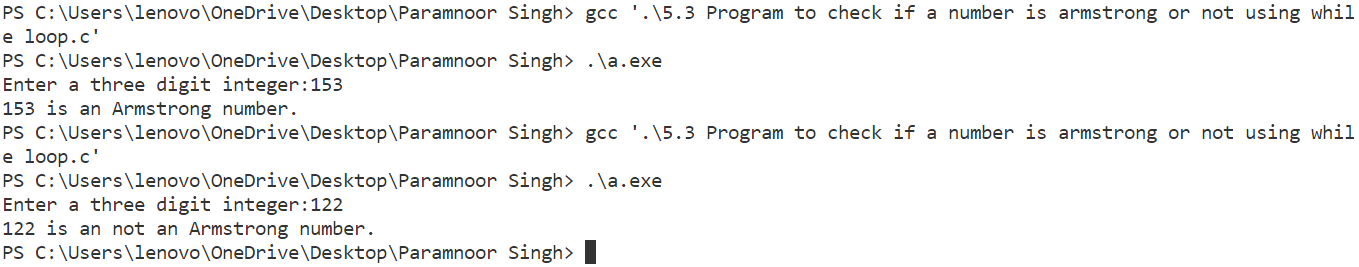 PS C:\Users\lenovo\OneDrive\Desktop\Paramnoor Singh> gcc '.\5.3 Program to check if a number is armstrong or not using whil
e loop.c'
PS C:\Users\lenovo\OneDrive\Desktop\Paramnoor Singh> .\a.exe
Enter a three digit integer:153
153 is an Armstrong number.
PS C:\Users\lenovo\OneDrive\Desktop\Paramnoor Singh> gcc '.\5.3 Program to check if a number is armstrong or not using whil
e loop.c'
PS C:\Users\lenovo\OneDrive\Desktop\Paramnoor Singh> .\a.exe
Enter a three digit integer:122
122 is an not an Armstrong number.
PS C:\Users\lenovo\OneDrive\Desktop\Paramnoor Singh>